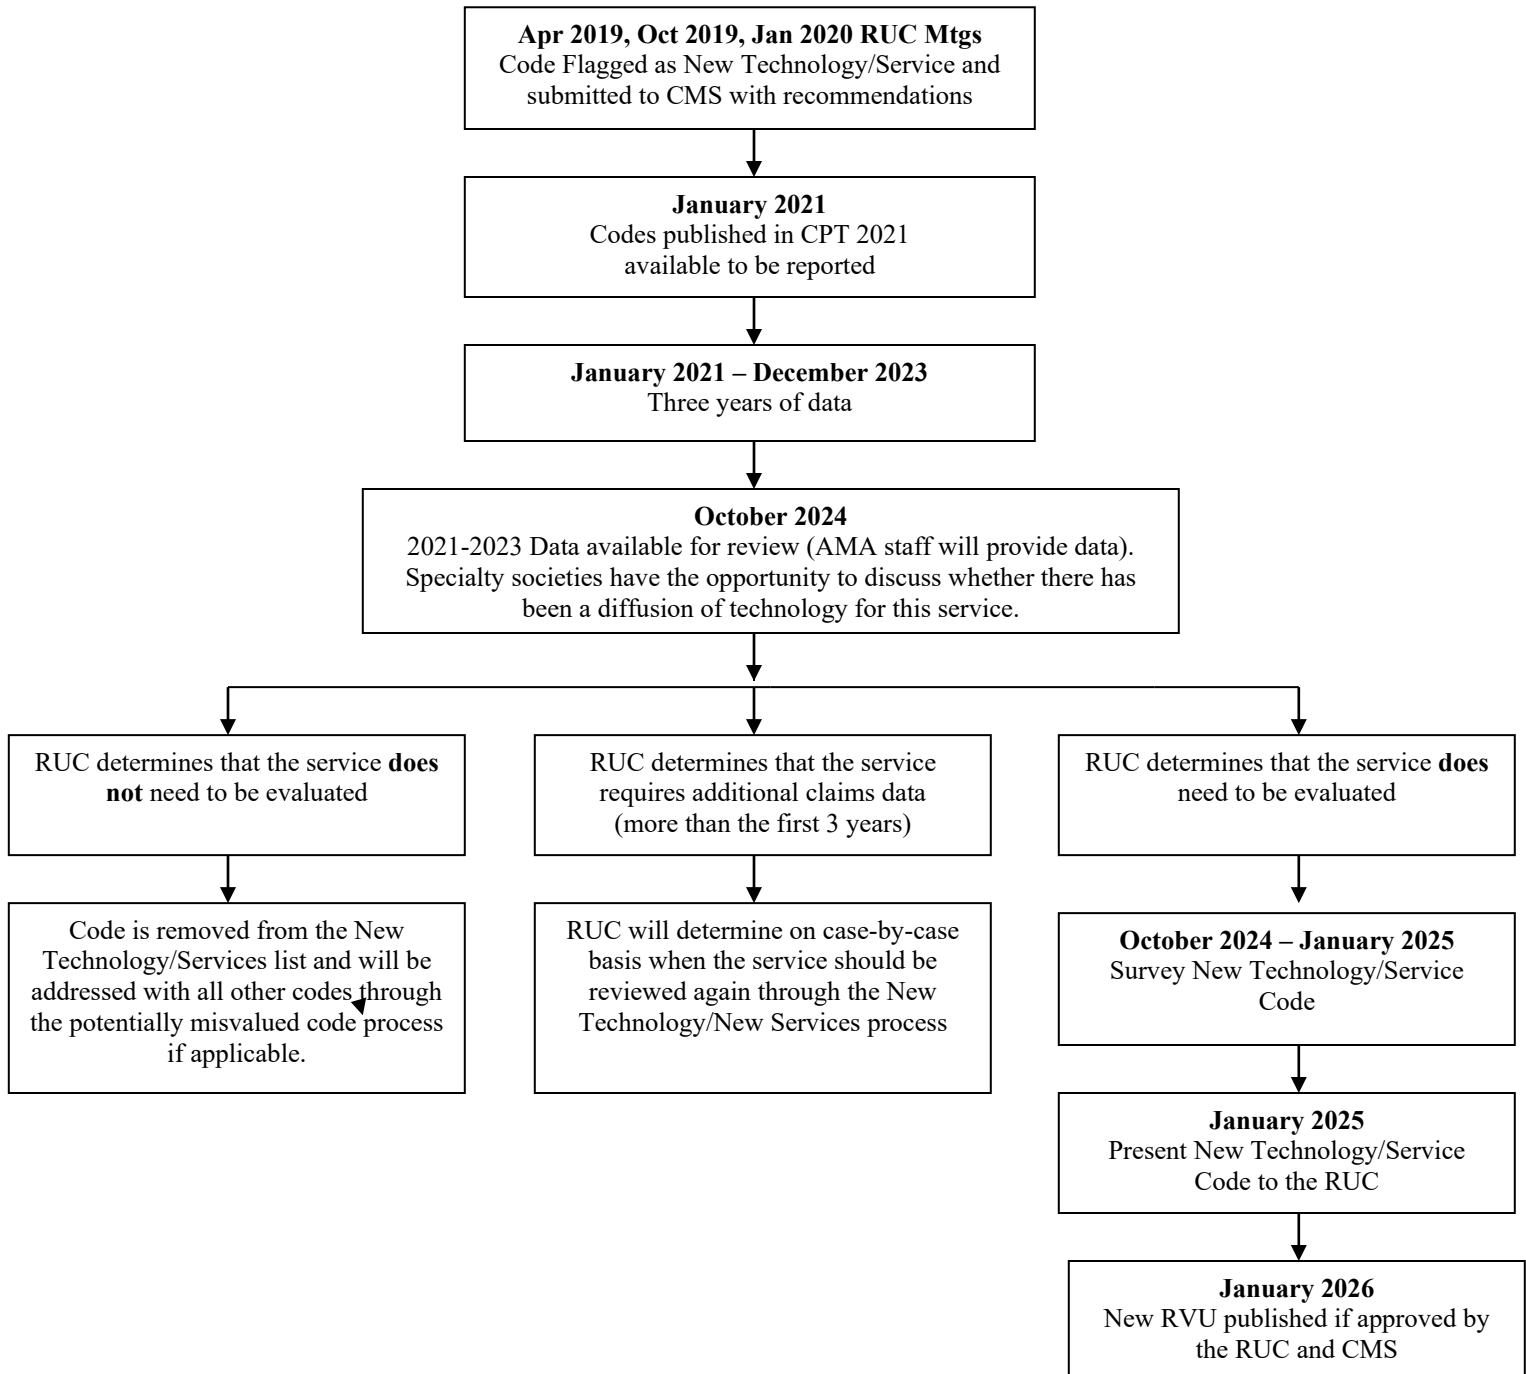 Apr 2019, Oct 2019, Jan 2020 RUC Mtgs
Code Flagged as New Technology/Service and
submitted to CMS with recommendations
January 2021
Codes published in CPT 2021
available to be reported
January 2021 – December 2023
Three years of data
October 2024
2021-2023 Data available for review (AMA staff will provide data).
Specialty societies have the opportunity to discuss whether there has
been a diffusion of technology for this service.
RUC determines that the service does
not need to be evaluated
Code is removed from the New
Technology/Services list and will be
addressed with all other codes through
the potentially misvalued code process
if applicable.
RUC determines that the service
requires additional claims data
(more than the first 3 years)
RUC will determine on case-by-case
basis when the service should be
reviewed again through the New
Technology/New Services process
RUC determines that the service does
need to be evaluated
October 2024 – January 2025
Survey New Technology/Service
Code
January 2025
Present New Technology/Service
Code to the RUC
January 2026
New RVU published if approved by
the RUC and CMS